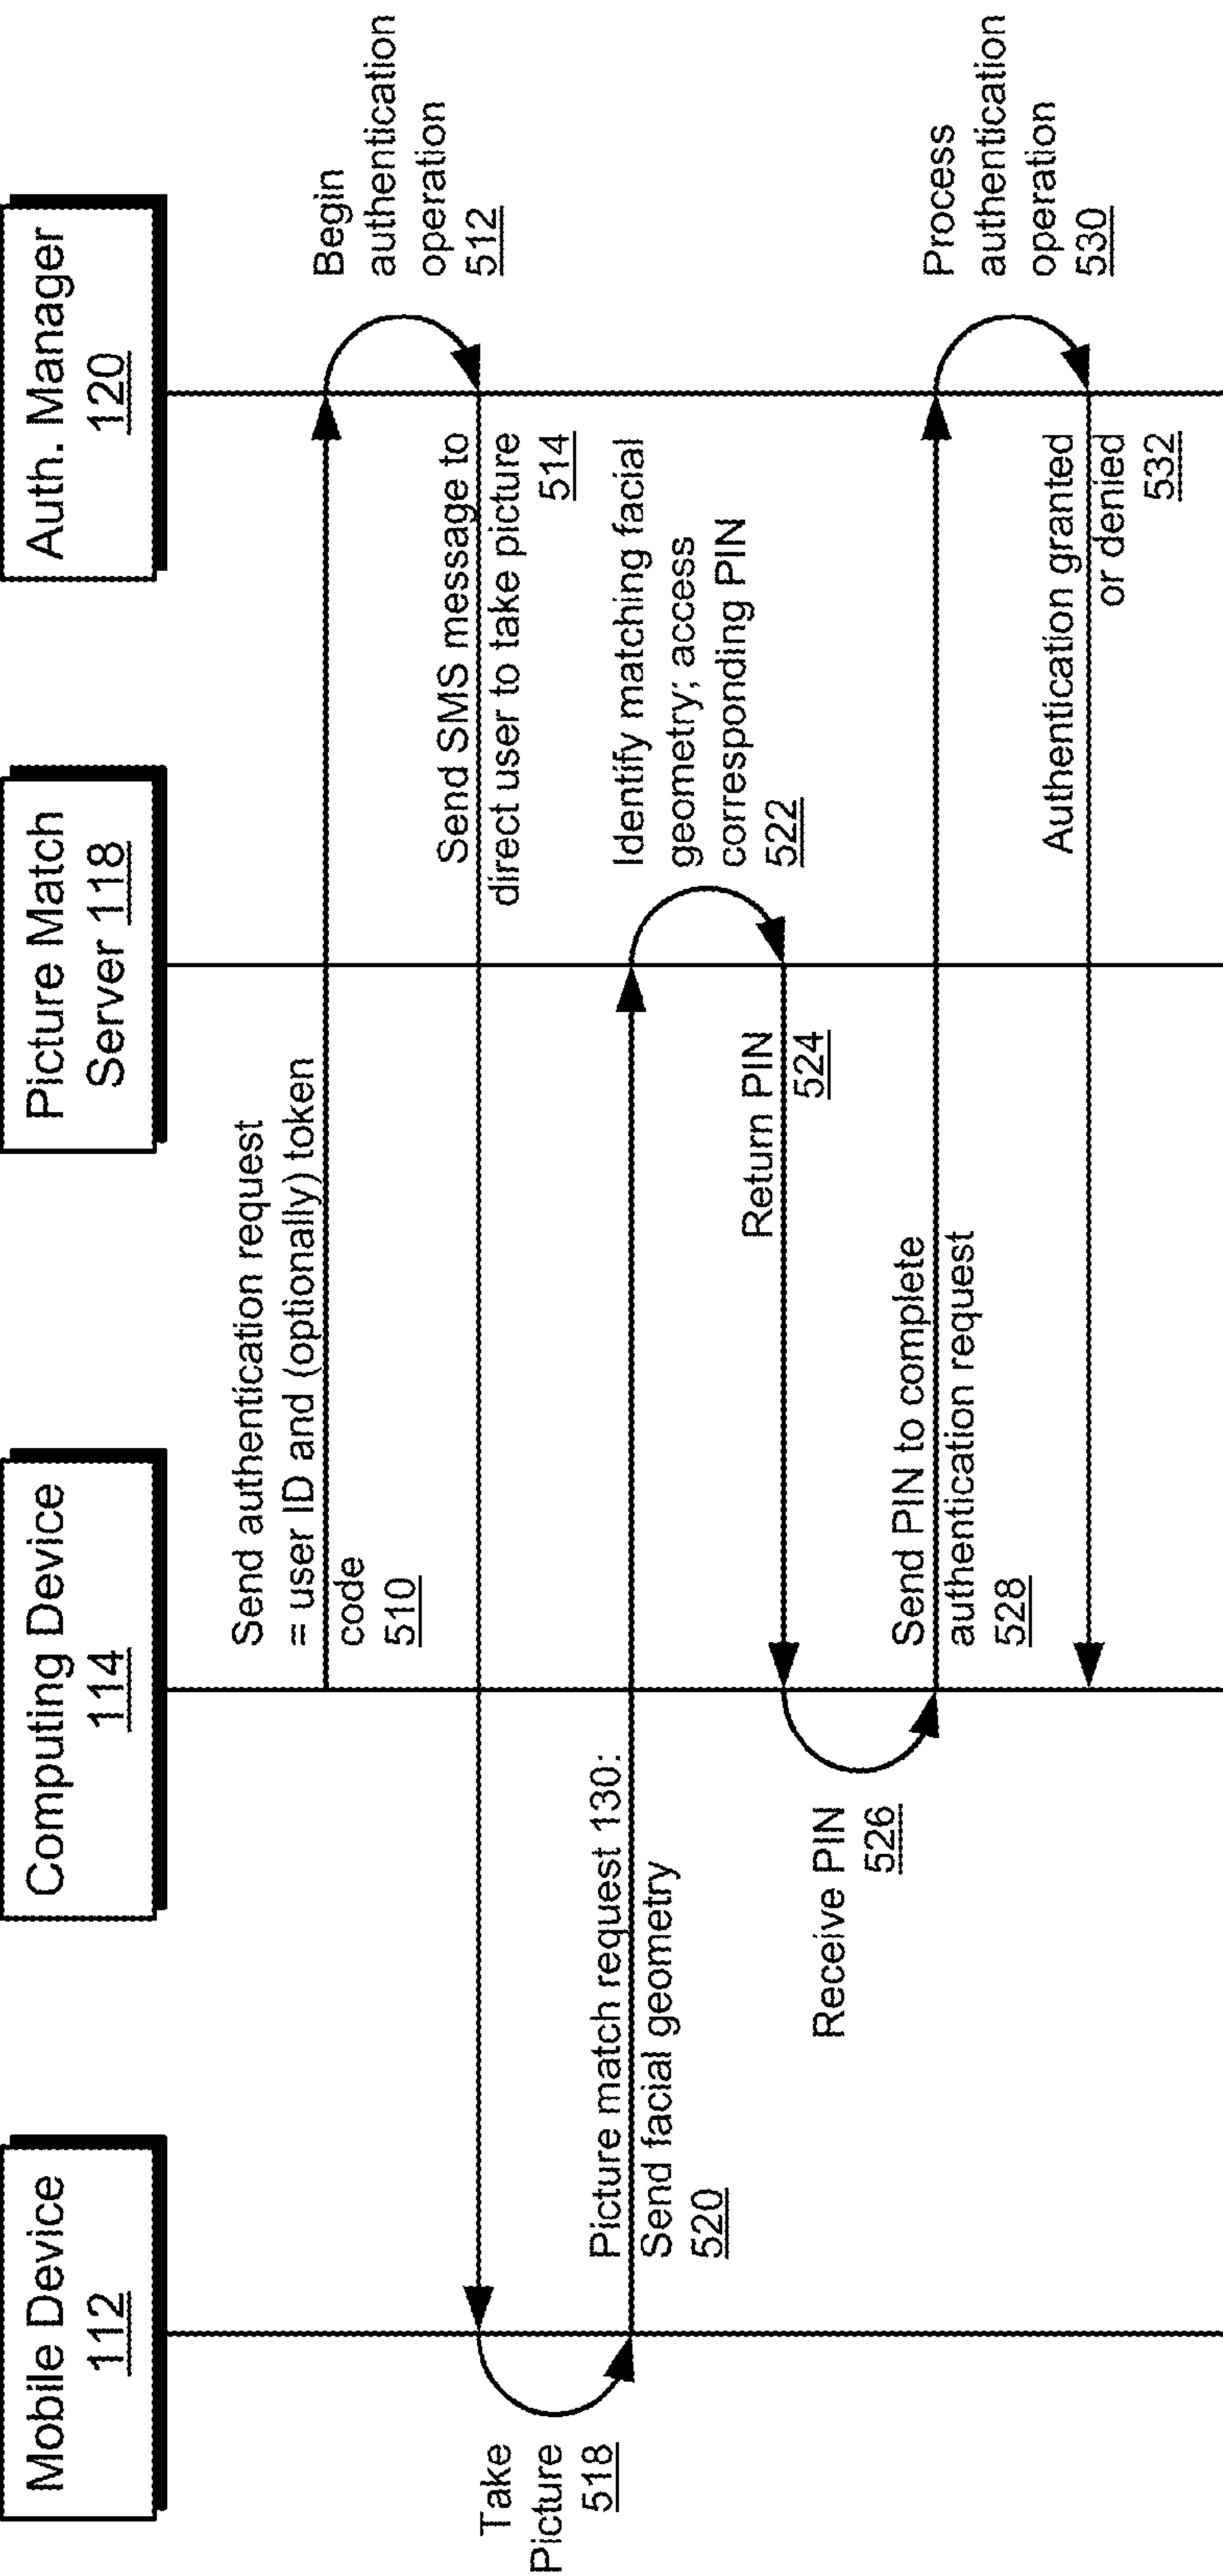 Mobile Device
112
Computing Device
114
Picture Match
Server 118
Auth. Manager
120
Send authentication request
= user ID and (optionally) token
code
510
Begin
authentication
operation
512
Send SMS message to
direct user to take picture
514
Take
Picture
518
Picture match request 130:
Send facial geometry
520
Identify matching facial
geometry; access
corresponding PIN
522
Return PIN
524
Receive PIN
526
Send PIN to complete
authentication request
528
Process
authentication
operation
530
Authentication granted
or denied
532